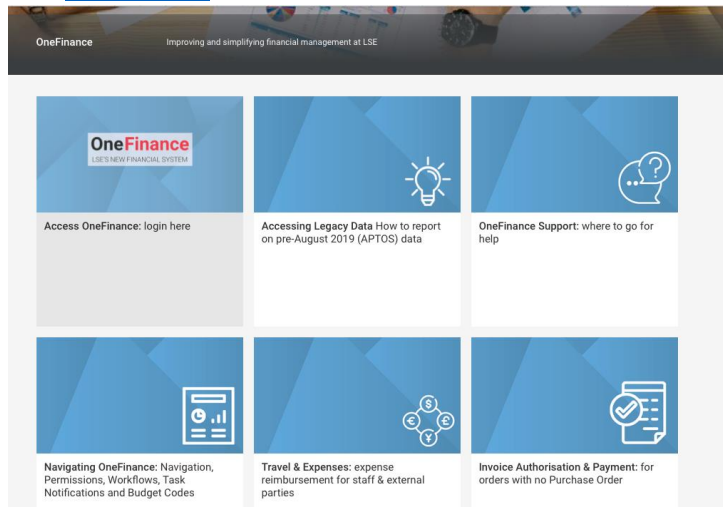 OneFinance
Improving and simplifying financial management at LSE
OneFinance
LSE'S NEW FINANCIAL SYSTEM
Access OneFinance: login here
Accessing Legacy Data How to report
on pre-August 2019 (APTOS) data
OneFinance Support: where to go for
help
Navigating OneFinance: Navigation,
Permissions, Workflows, Task
Notifications and Budget Codes
Travel & Expenses: expense
reimbursement for staff & external
parties
Invoice Authorisation & Payment: for
orders with no Purchase Order